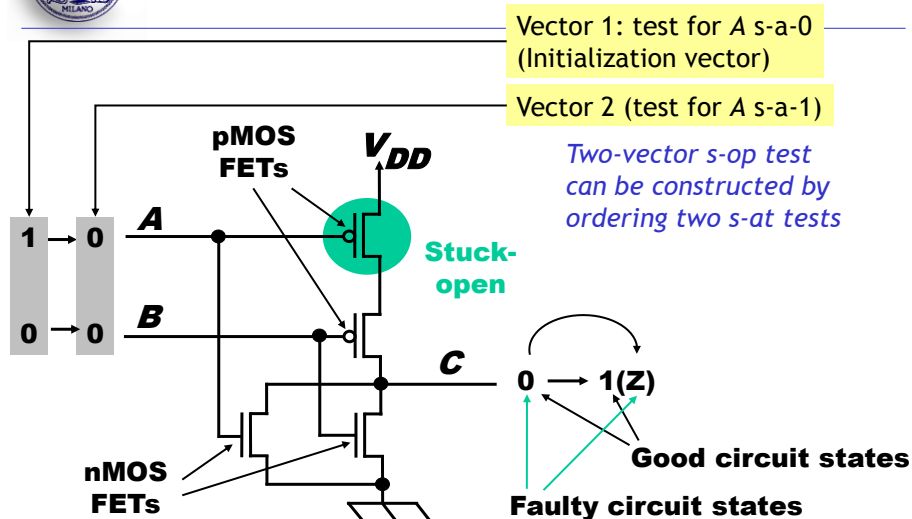 MILANO
Vector 1: test for A s-a-0
(Initialization vector)
Vector 2 (test for A s-a-1)
Two-vector s-op test
can be constructed by
ordering two s-at tests
pMOS
FETs
VDD
A
1 0
Stuck-
open
B
0 0
C
0 1(Z)
Good circuit states
nMOS
FETs
Faulty circuit states